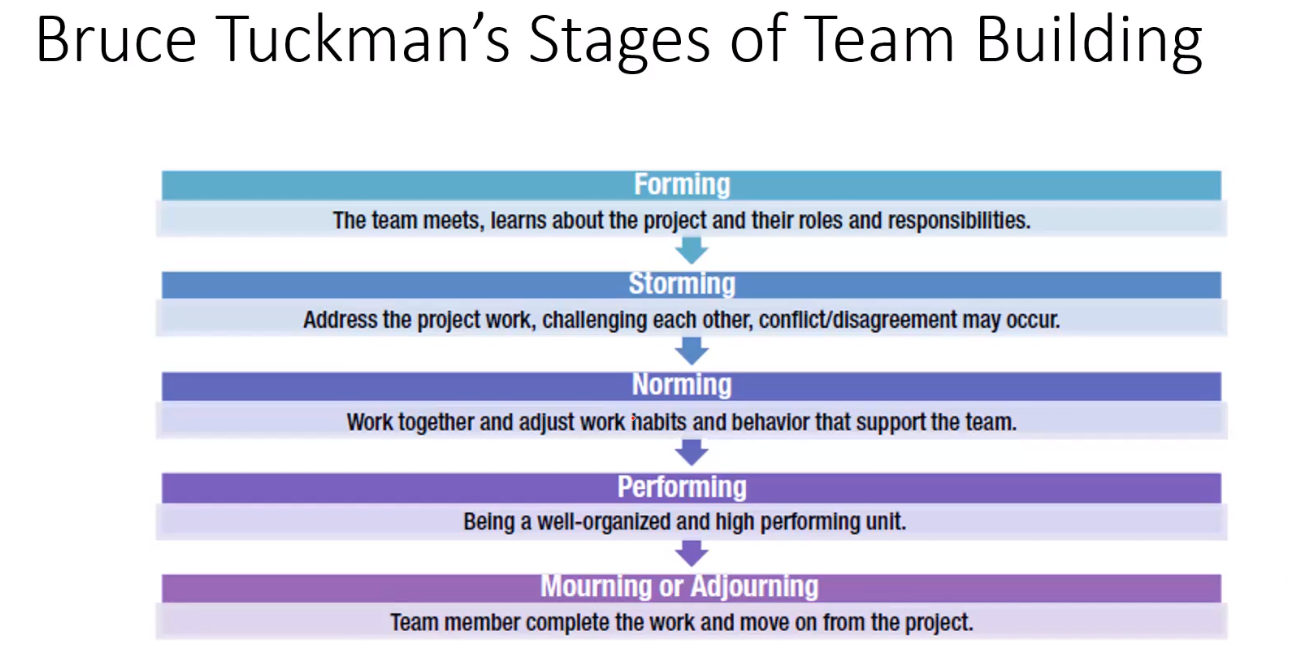 Bruce Tuckman’s Stages of Team Building
Forming
The team meets, learns about the project and their roles and responsibilities.
Storming
Address the project work, challenging each other, conflict/disagreement may occur.
Norming
Work together and adjust work habits and behavior that support the team.
Performing
Being a well-organized and high performing unit.
Mourning or Adjourning
Team member complete the work and move on from the project.